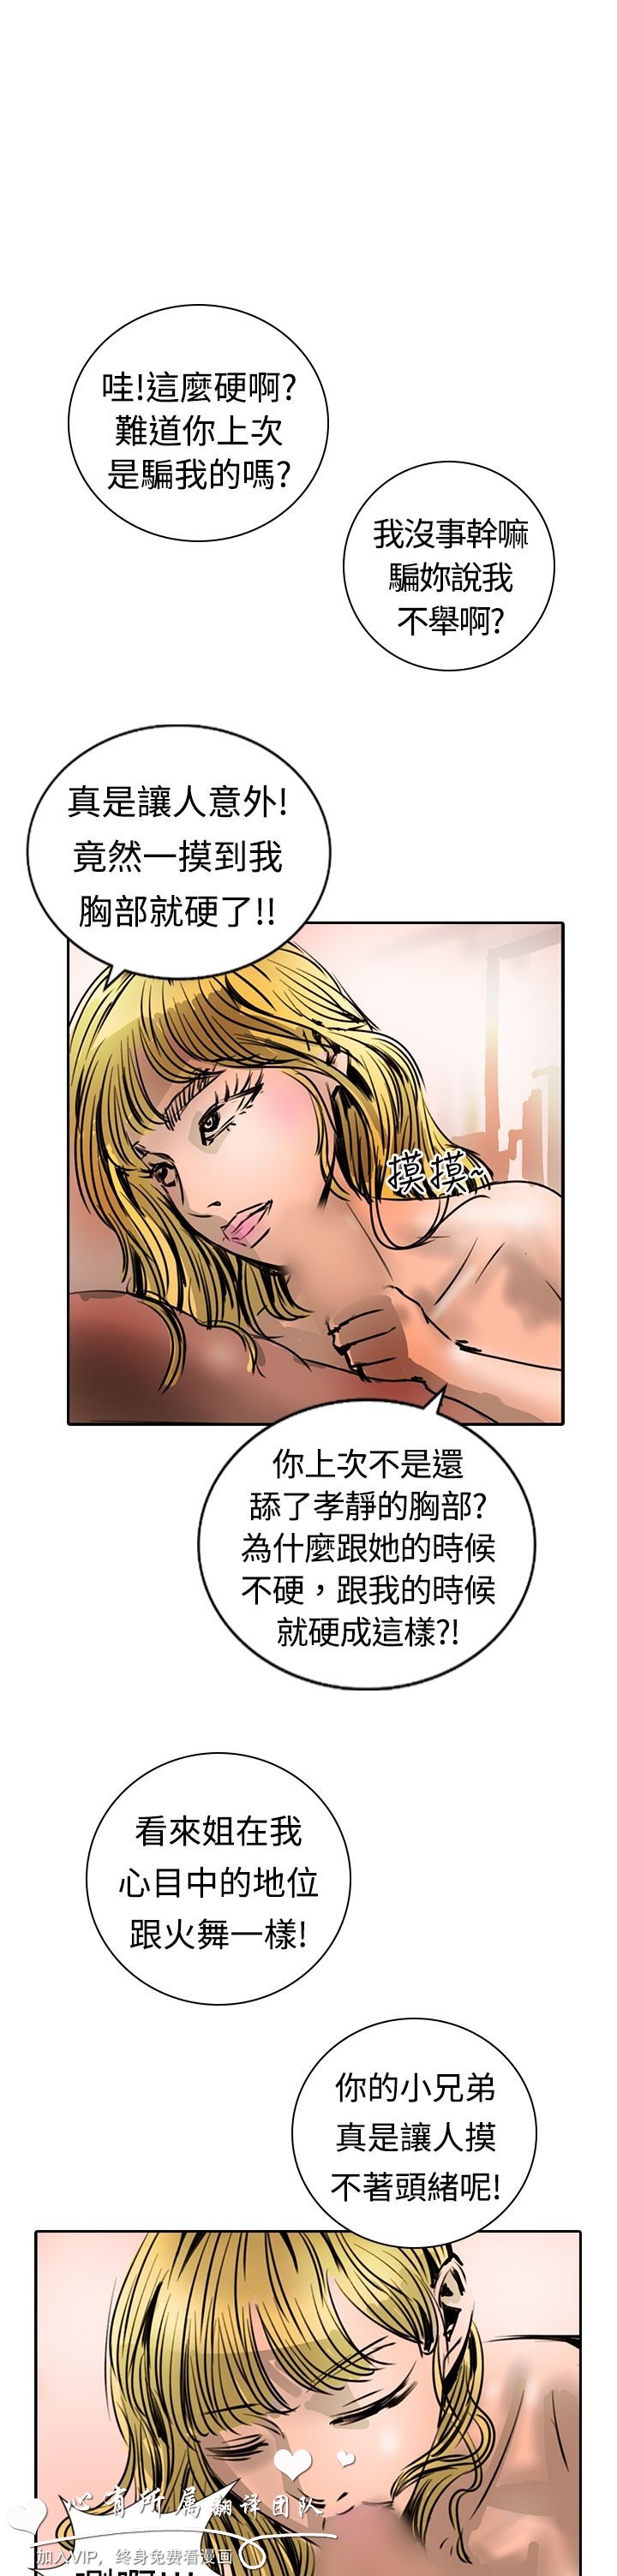 哇!這麼硬啊?
難道你上次
是騙我的嗎?
我沒事幹嘛
騙妳說我
不舉啊?
真是讓人意外!
竟然一摸到我
胸部就硬了!!
摸摸~
你上次不是還
舔了孝靜的胸部?
為什麼跟她的時候
不硬，跟我的時候
就硬成這樣?!
看來姐在我
心目中的地位
跟火舞一樣!
你的小兄弟
真是讓人摸
不著頭緒呢!
心有所属翻译团队
加入VIP，终身免费看漫画